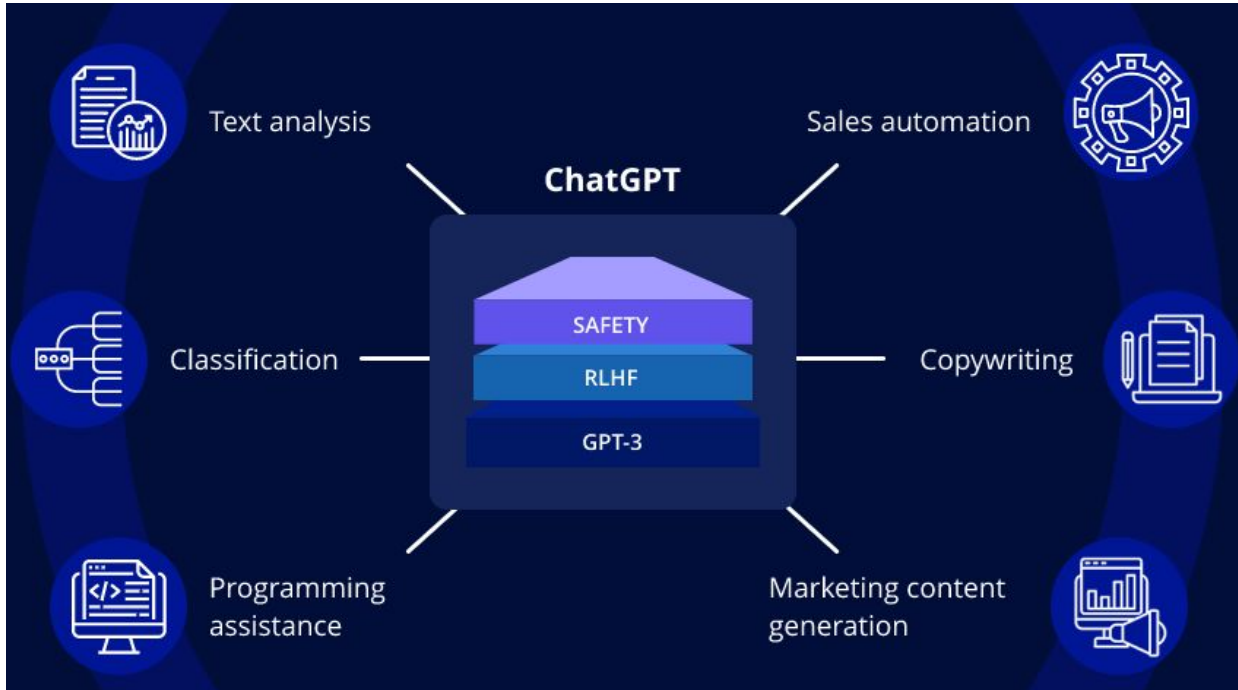 Text analysis
Sales automation
ChatGPT
SAFETY
RLHF
GPT-3
Classification
Copywriting
Programming
assistance
Marketing content
generation